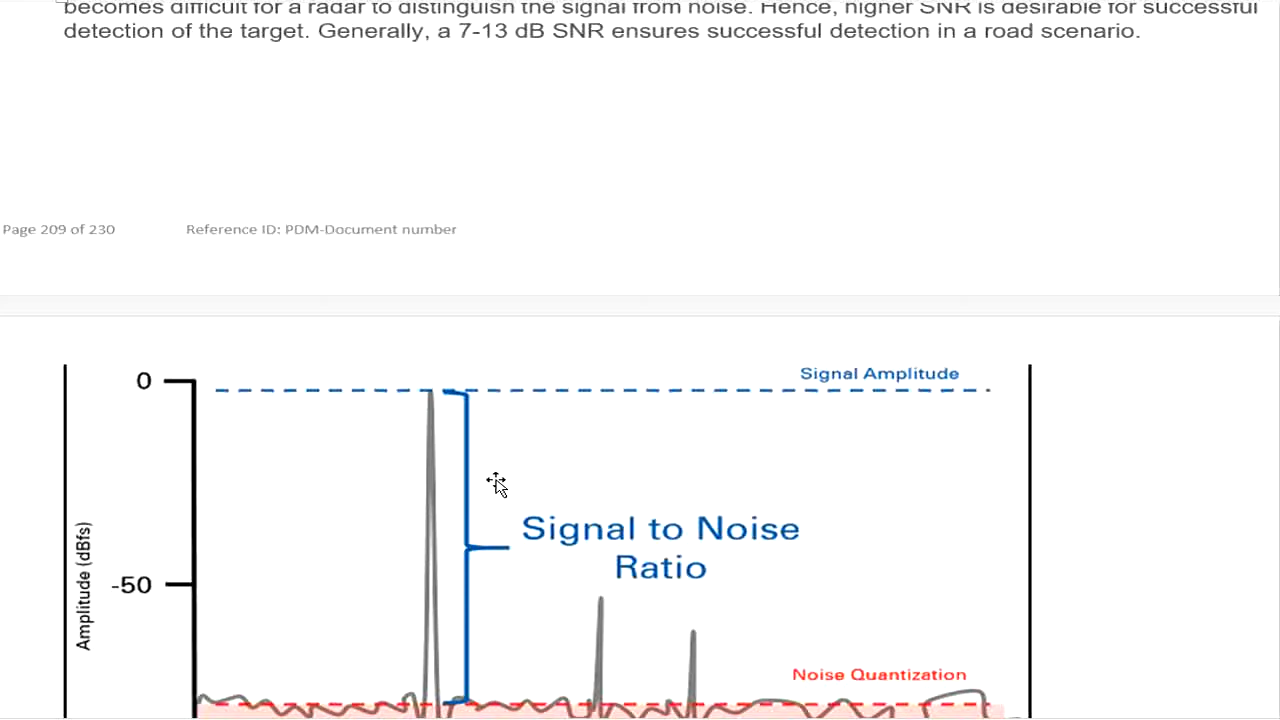 becomes difficult for a radar to distinguish the signal from noise. Hence, higher SNR is desirable for successful
detection of the target. Generally, a 7-13 dB SNR ensures successful detection in a road scenario.
Page 209 of 230 Reference ID: PDM-Document number
Signal Amplitude
0
Signal to Noise
Ratio
Amplitude (dBfs)
-50
Noise Quantization